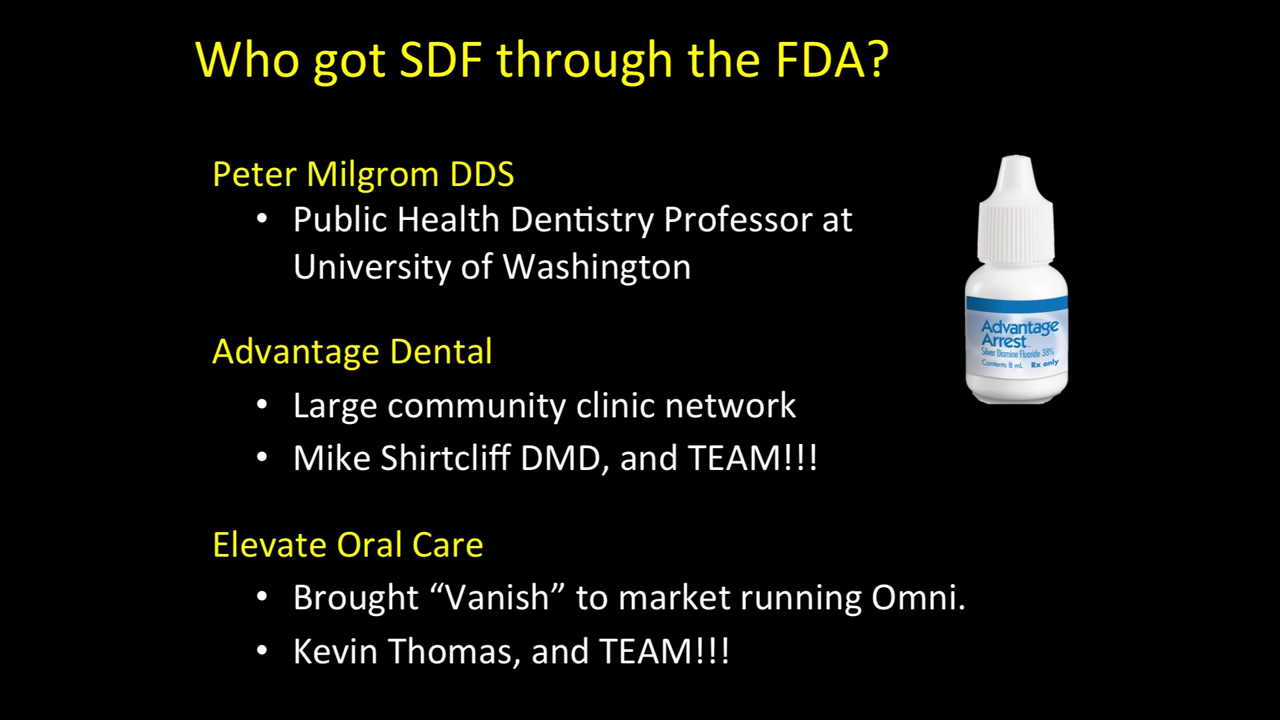 Who got SDF through the FDA?
Peter Milgrom DDS
• Public Health Dentistry Professor at
University of Washington
Advantage
Arrest™
Silver Diamine Fluoride 38%
Contents 8 mL Rx only
Advantage Dental
• Large community clinic network
• Mike Shirtcliff DMD, and TEAM!!!
Elevate Oral Care
• Brought “Vanish” to market running Omni.
• Kevin Thomas, and TEAM!!!